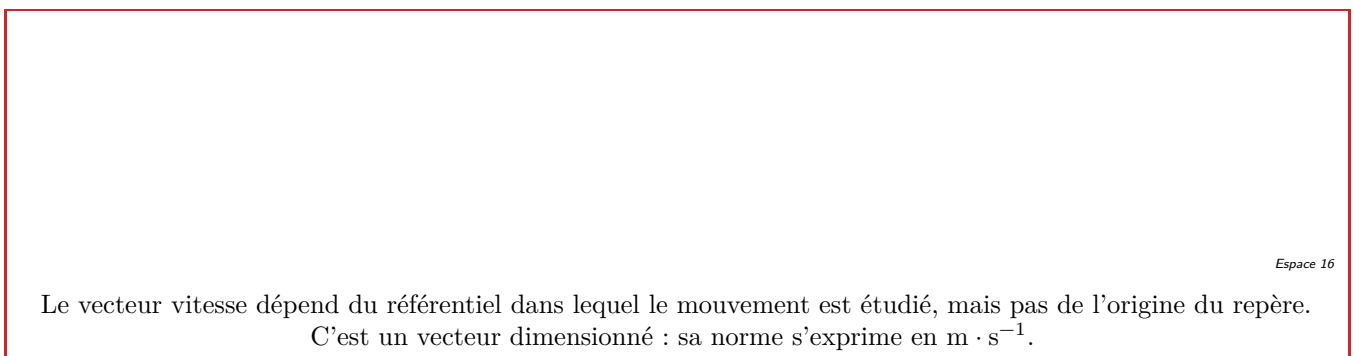 Espace 16
Le vecteur vitesse dépend du référentiel dans lequel le mouvement est étudié, mais pas de l'origine du repère.
C'est un vecteur dimensionné : sa norme s'exprime en m · s⁻¹.